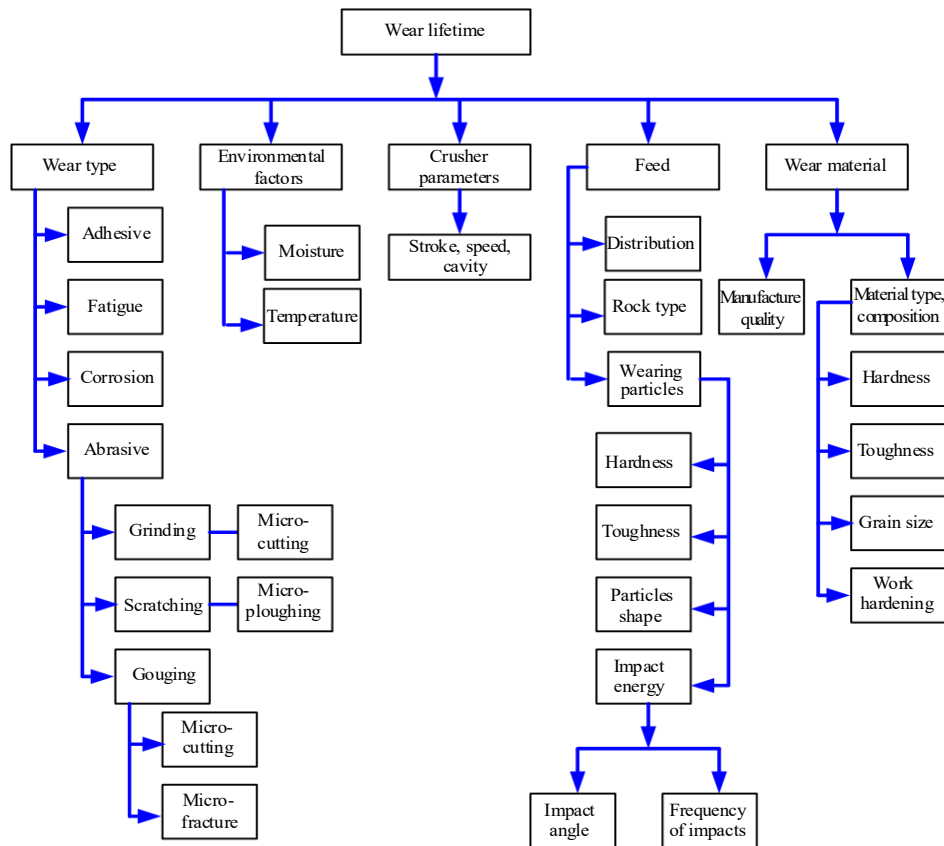 Wear lifetime
Wear type
Environmental
factors
Crusher
parameters
Feed
Wear material
Adhesive
Fatigue
Corrosion
Abrasive
Grinding
Micro-
cutting
Scratching
Micro-
ploughing
Gouging
Micro-
cutting
Micro-
fracture
Moisture
Temperature
Stroke, speed,
cavity
Distribution
Rock type
Wearing
particles
Hardness
Toughness
Particles
shape
Impact
energy
Impact
angle
Frequency
of impacts
Manufacture
quality
Material type,
composition
Hardness
Toughness
Grain size
Work
hardening